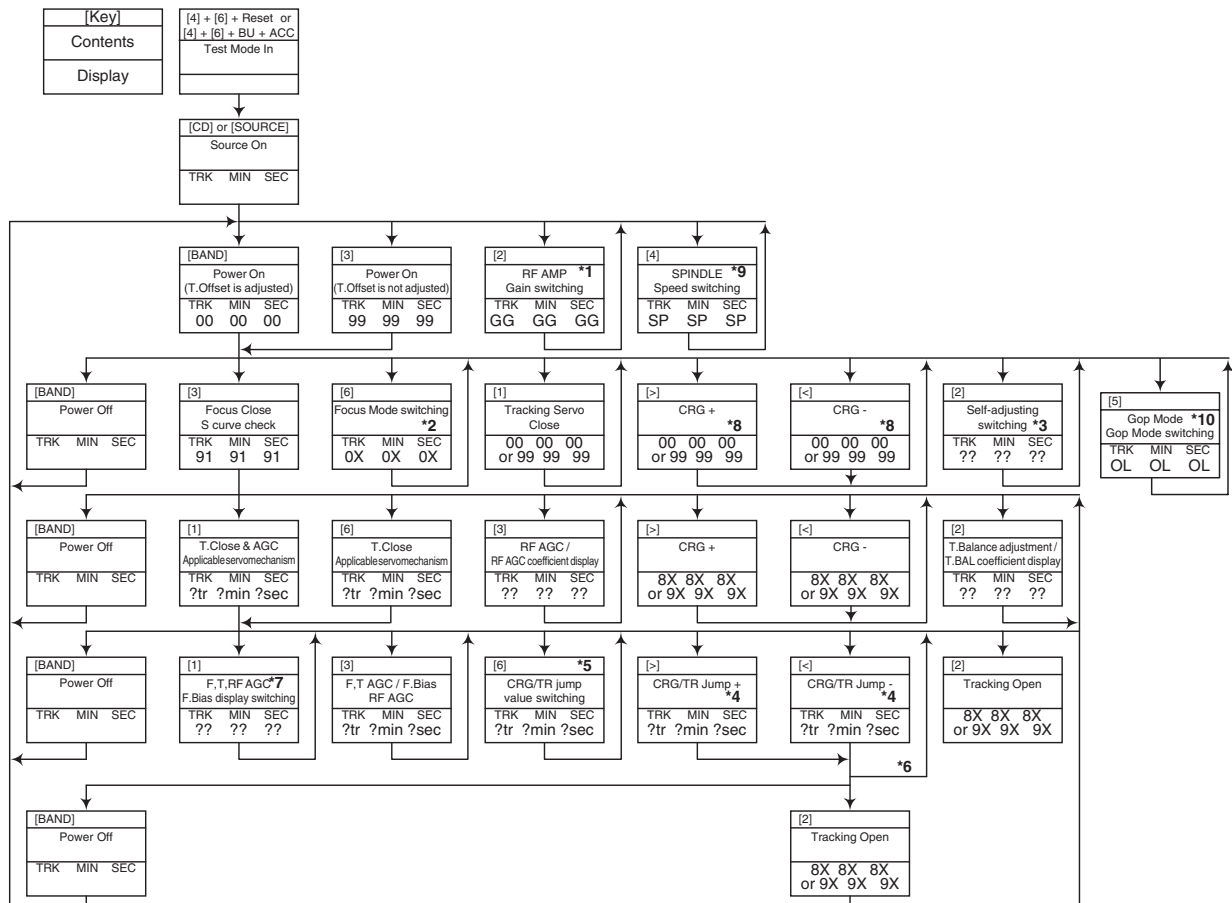 [Key]
Contents
Display
[4] + [6] + Reset or
[4] + [6] + BU + ACC
Test Mode In
[CD] or [SOURCE]
Source On
TRK MIN SEC
[BAND]
Power On
(T.Offset is adjusted)
TRK MIN SEC
00 00 00
[3]
Power On
(T.Offset is not adjusted)
TRK MIN SEC
99 99 99
[2]
RF AMP *1
Gain switching
TRK MIN SEC
GG GG GG
[4]
SPINDLE *9
Speed switching
TRK MIN SEC
SP SP SP
[BAND]
Power Off
TRK MIN SEC
[3]
Focus Close
S curve check
TRK MIN SEC
91 91 91
[6]
Focus Mode switching
*2
TRK MIN SEC
0X 0X 0X
[1]
Tracking Servo
Close
00 00 00
or 99 99 99
[>]
CRG +
*8
00 00 00
or 99 99 99
[<]
CRG -
*8
00 00 00
or 99 99 99
[2]
Self-adjusting
switching *3
TRK MIN SEC
?? ?? ??
[5]
Gop Mode *10
Gop Mode switching
TRK MIN SEC
OL OL OL
[BAND]
Power Off
TRK MIN SEC
[1]
T.Close & AGC
Applicable servomechanism
TRK MIN SEC
?tr ?min ?sec
[6]
T.Close
Applicable servomechanism
TRK MIN SEC
?tr ?min ?sec
[3]
RF AGC /
RF AGC coefficient display
TRK MIN SEC
?? ?? ??
[>]
CRG +
8X 8X 8X
or 9X 9X 9X
[<]
CRG -
8X 8X 8X
or 9X 9X 9X
[2]
T.Balance adjustment /
T.BAL coefficient display
TRK MIN SEC
?? ?? ??
[BAND]
Power Off
TRK MIN SEC
[1]
F,T,RF AGC *7
F.Bias display switching
TRK MIN SEC
?? ?? ??
[3]
F,T AGC / F.Bias
RF AGC
TRK MIN SEC
?tr ?min ?sec
[6] *5
CRG/TR jump
value switching
TRK MIN SEC
?tr ?min ?sec
[>]
CRG/TR Jump +
*4
TRK MIN SEC
?tr ?min ?sec
[<]
CRG/TR Jump -
*4
TRK MIN SEC
?tr ?min ?sec
[2]
Tracking Open
8X 8X 8X
or 9X 9X 9X
*6
[BAND]
Power Off
TRK MIN SEC
[2]
Tracking Open
8X 8X 8X
or 9X 9X 9X